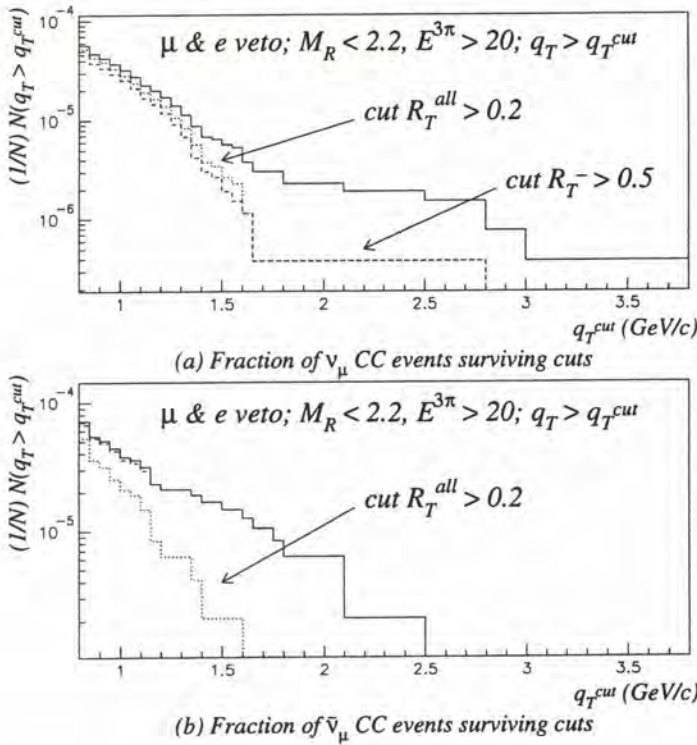 10⁻⁴
10⁻⁵
10⁻⁶
(1/N) N(q_T > q_T^cut)
μ & e veto; M_R < 2.2, E^3π > 20; q_T > q_T^cut
cut R_T^all > 0.2
cut R_T^- > 0.5
1 1.5 2 2.5 3 3.5
q_T^cut (GeV/c)
(a) Fraction of ν_μ CC events surviving cuts
10⁻⁴
10⁻⁵
(1/N) N(q_T > q_T^cut)
μ & e veto; M_R < 2.2, E^3π > 20; q_T > q_T^cut
cut R_T^all > 0.2
1 1.5 2 2.5 3 3.5
q_T^cut (GeV/c)
(b) Fraction of ν̄_μ CC events surviving cuts